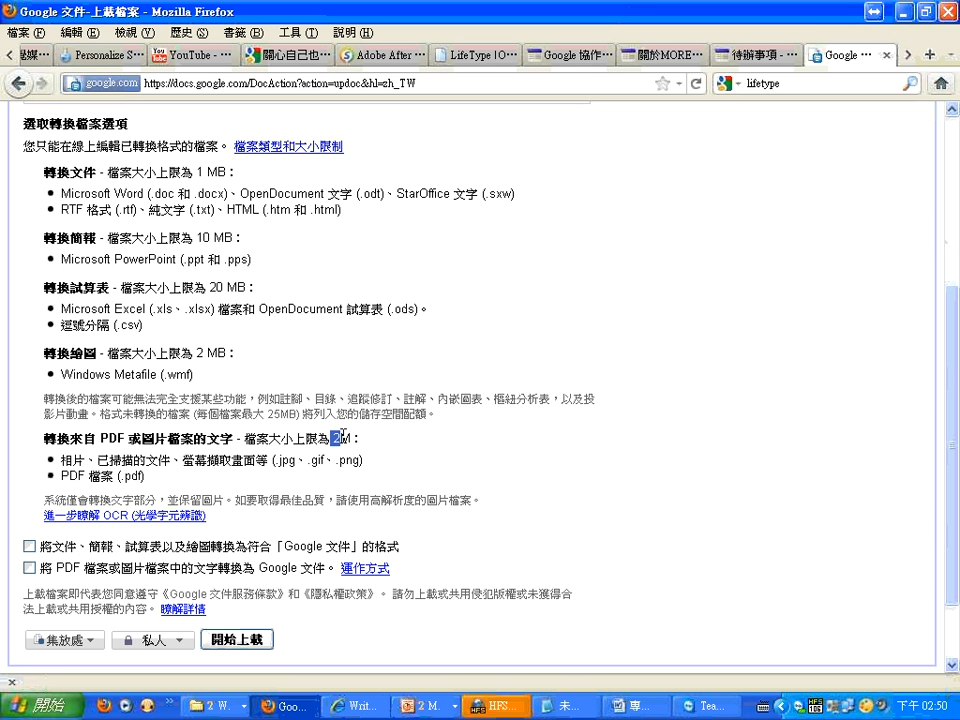 Google 文件-上載檔案 - Mozilla Firefox
檔案(F) 編輯(E) 檢視(V) 歷史(S) 書籤(B) 工具(T) 說明(H)
Personalize S··· YouTube - ··· 關心自己也··· Adobe After ··· LifeType IO··· Google 協作··· 關於MORE··· 待辦事項 - ··· Google ···
google.com https://docs.google.com/DocAction?action=updoc&hl=zh_TW lifetype
選取轉換檔案選項
您只能在線上編輯已轉換格式的檔案。 檔案類型和大小限制
轉換文件 - 檔案大小上限為 1 MB：
Microsoft Word (.doc 和 .docx)、OpenDocument 文字 (.odt)、StarOffice 文字 (.sxw)
RTF 格式 (.rtf)、純文字 (.txt)、HTML (.htm 和 .html)
轉換簡報 - 檔案大小上限為 10 MB：
Microsoft PowerPoint (.ppt 和 .pps)
轉換試算表 - 檔案大小上限為 20 MB：
Microsoft Excel (.xls、.xlsx) 檔案和 OpenDocument 試算表 (.ods)。
逗號分隔 (.csv)
轉換繪圖 - 檔案大小上限為 2 MB：
Windows Metafile (.wmf)
轉換後的檔案可能無法完全支援某些功能，例如註腳、目錄、追蹤修訂、註解、內嵌圖表、樞紐分析表，以及投
影片動畫。格式未轉換的檔案 (每個檔案最大 25MB) 將列入您的儲存空間配額。
轉換來自 PDF 或圖片檔案的文字 - 檔案大小上限為 2M：
相片、已掃描的文件、螢幕擷取畫面等 (.jpg、.gif、.png)
PDF 檔案 (.pdf)
系統僅會轉換文字部分，並保留圖片。如要取得最佳品質，請使用高解析度的圖片檔案。
進一步瞭解 OCR (光學字元辨識)
將文件、簡報、試算表以及繪圖轉換為符合「Google 文件」的格式
將 PDF 檔案或圖片檔案中的文字轉換為 Google 文件。 運作方式
上載檔案即代表您同意遵守《Google 文件服務條款》和《隱私權政策》。 請勿上載或共用侵犯版權或未獲得合
法上載或共用授權的內容。 瞭解詳情
集放處 私人 開始上載
開始 2 W. Goo... Writ... 2 M. HFS... 未... 專... Tea... 下午 02:50